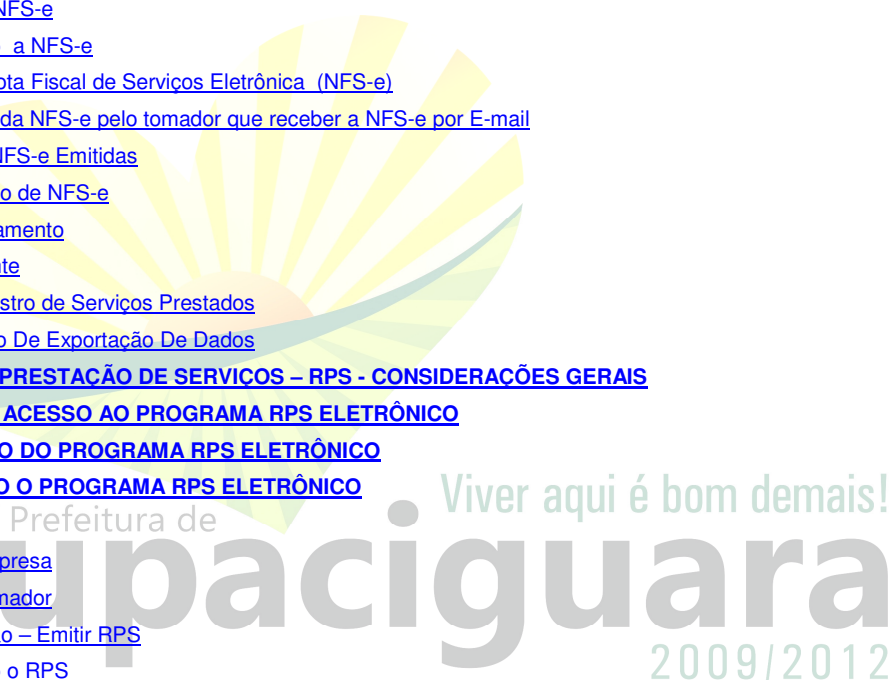 NFS-e
a NFS-e
ota Fiscal de Serviços Eletrônica (NFS-e)
da NFS-e pelo tomador que receber a NFS-e por E-mail
NFS-e Emitidas
o de NFS-e
amento
te
stro de Serviços Prestados
o De Exportação De Dados
PRESTAÇÃO DE SERVIÇOS – RPS - CONSIDERAÇÕES GERAIS
ACESSO AO PROGRAMA RPS ELETRÔNICO
O DO PROGRAMA RPS ELETRÔNICO
O O PROGRAMA RPS ELETRÔNICO
Viver aqui é bom demais!
Prefeitura de
upaciguara
presa
mador
o – Emitir RPS
o RPS
2009/2012